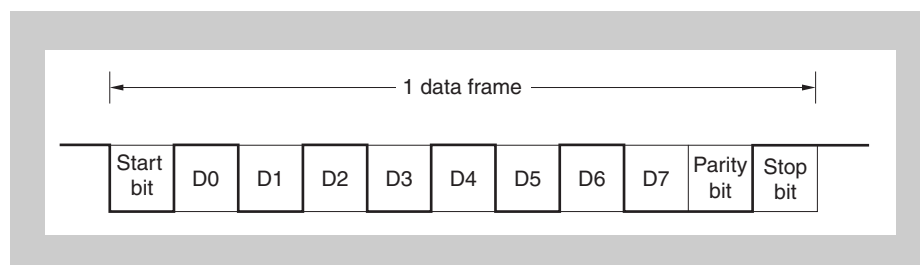 1 data frame
Start bit
D0
D1
D2
D3
D4
D5
D6
D7
Parity bit
Stop bit